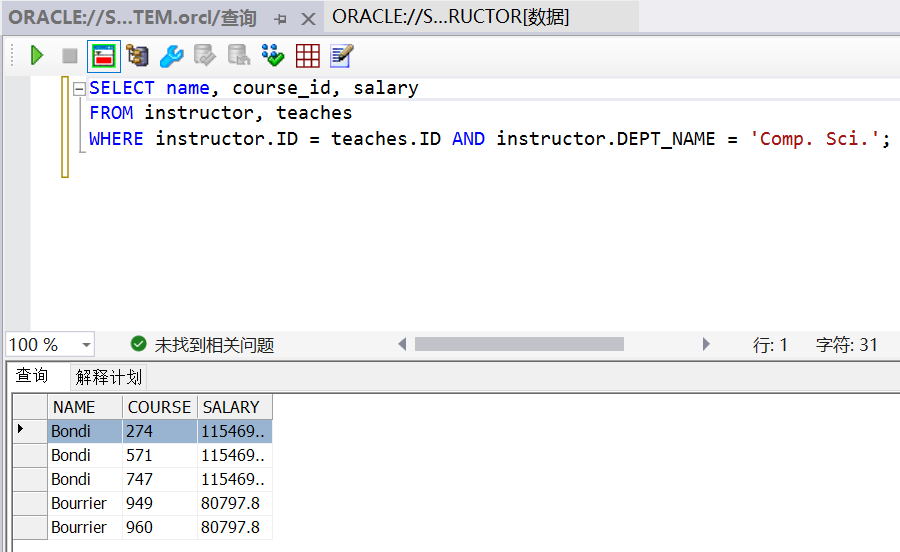 ORACLE://S...TEM.orcl/查询
ORACLE://S...RUCTOR[数据]
SELECT name, course_id, salary
FROM instructor, teaches
WHERE instructor.ID = teaches.ID AND instructor.DEPT_NAME = 'Comp. Sci.';
100 % 未找到相关问题 行: 1 字符: 31
查询 解释计划
NAME COURSE SALARY
Bondi 274 115469..
Bondi 571 115469..
Bondi 747 115469..
Bourrier 949 80797.8
Bourrier 960 80797.8